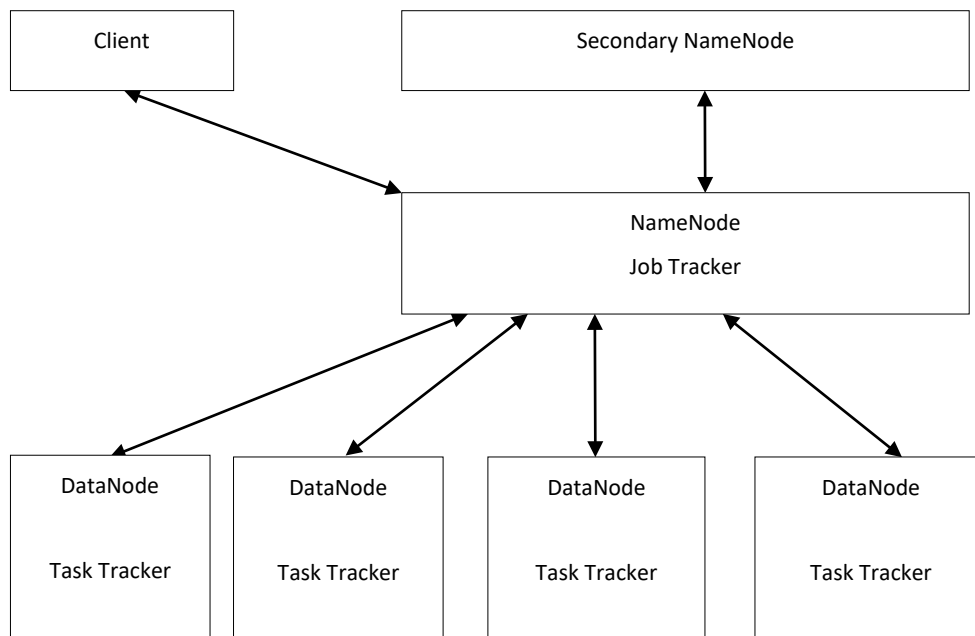 Client
Secondary NameNode
NameNode
Job Tracker
DataNode
Task Tracker
DataNode
Task Tracker
DataNode
Task Tracker
DataNode
Task Tracker